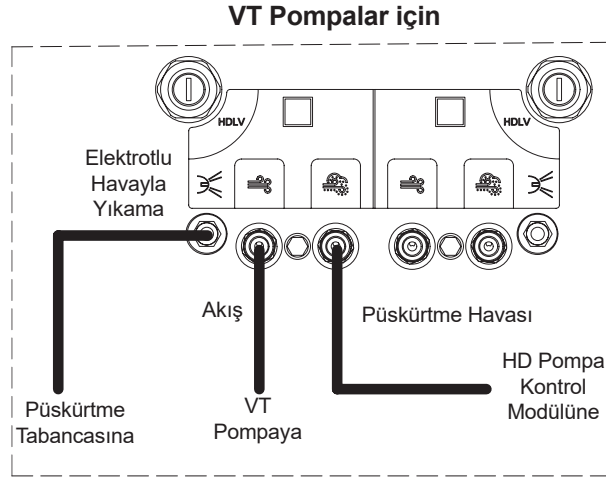 VT Pompalar için
HDLV
HDLV
Elektrotlu
Havayla
Yıkama
Akış
Püskürtme Havası
Püskürtme
Tabancasına
VT
Pompaya
HD Pompa
Kontrol
Modülüne